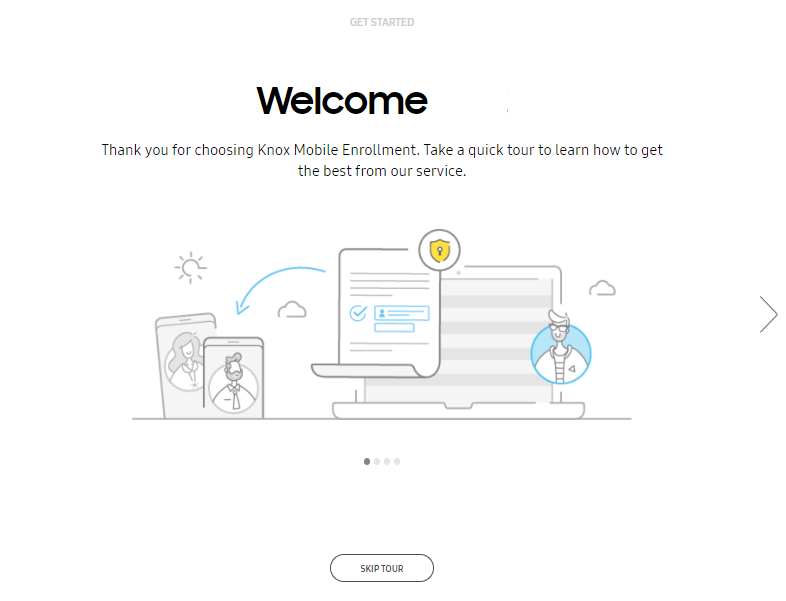 GET STARTED
Welcome
Thank you for choosing Knox Mobile Enrollment. Take a quick tour to learn how to get
the best from our service.
SKIP TOUR